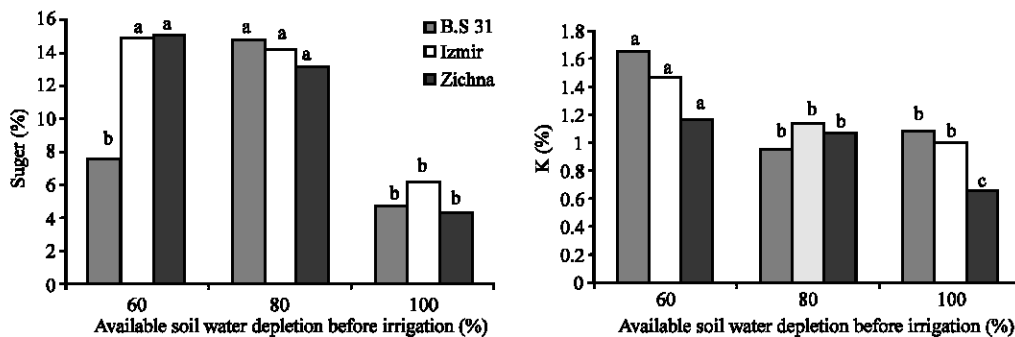 16
14
12
10
8
6
4
2
0
Suger (%)
b
a
a
a
a
a
b
b
b
B.S 31
Izmir
Zichna
60
80
100
Available soil water depletion before irrigation (%)
1.8
1.6
1.4
1.2
1
0.8
0.6
0.4
0.2
0
K (%)
a
a
a
b
b
b
b
b
c
60
80
100
Available soil water depletion before irrigation (%)